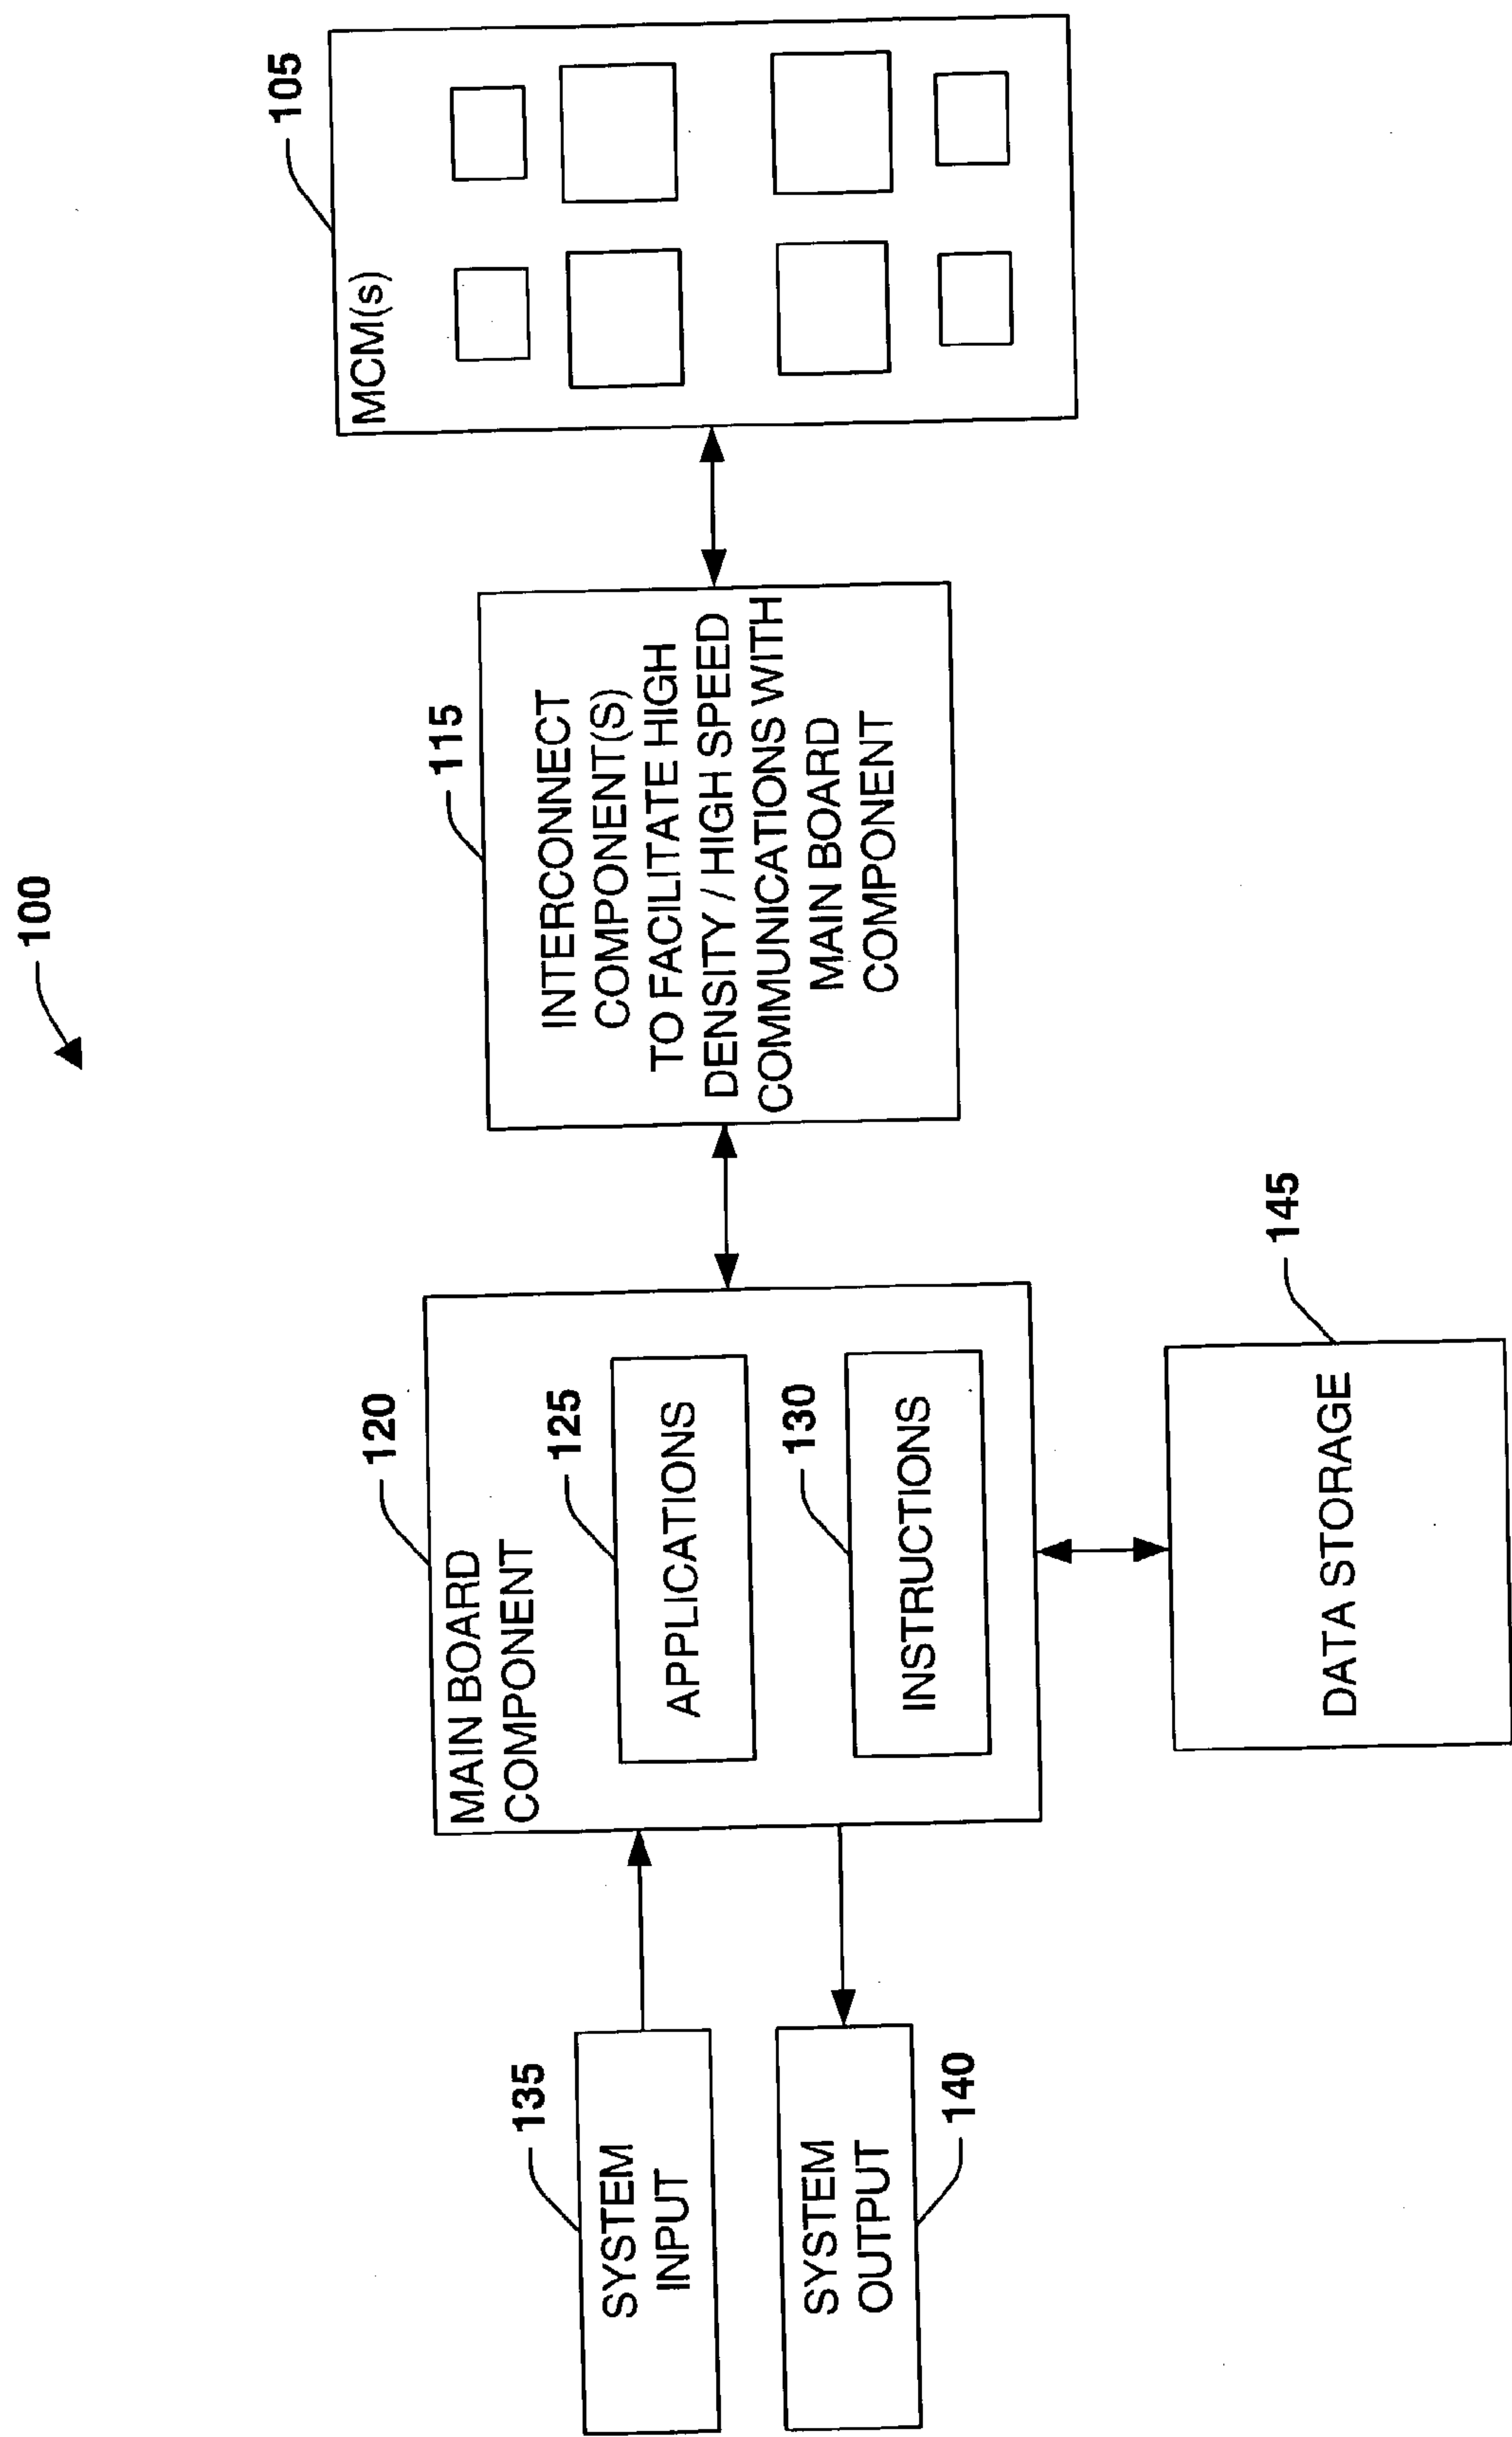 100
105
MCM(s)
115
INTERCONNECT
COMPONENT(S)
TO FACILITATE HIGH
DENSITY / HIGH SPEED
COMMUNICATIONS WITH
MAIN BOARD
COMPONENT
120
MAIN BOARD
COMPONENT
125
APPLICATIONS
130
INSTRUCTIONS
135
SYSTEM
INPUT
SYSTEM
OUTPUT
140
145
DATA STORAGE